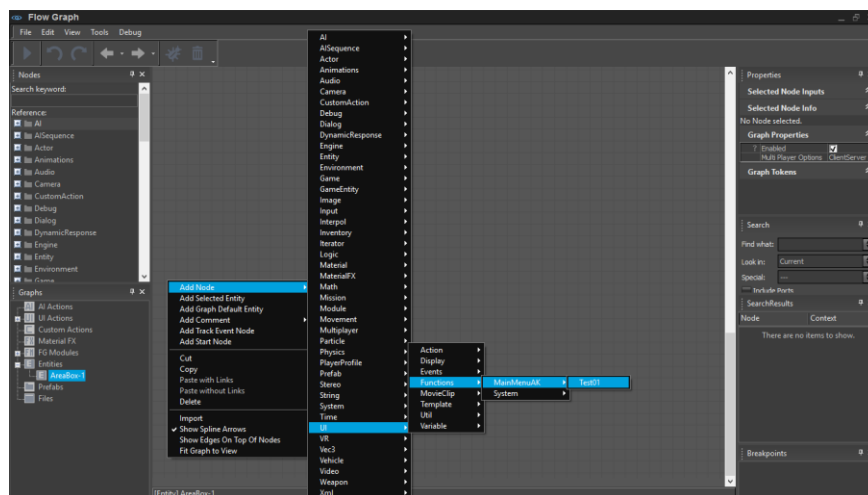 Flow Graph
File Edit View Tools Debug
Nodes
Search keyword:
Reference:
AI
AISequence
Actor
Animations
Audio
Camera
CustomAction
Debug
Dialog
DynamicResponse
Engine
Entity
Environment
Game
Graphs
AI Actions
UI Actions
Custom Actions
Material FX
FG Modules
Entities
AreaBox-1
Prefabs
Files
Add Node
Add Selected Entity
Add Graph Default Entity
Add Comment
Add Track Event Node
Add Start Node
Cut
Copy
Paste with Links
Paste without Links
Delete
Import
Show Spline Arrows
Show Edges On Top Of Nodes
Fit Graph to View
[Entity] AreaBox-1
AI
AISequence
Actor
Animations
Audio
Camera
CustomAction
Debug
Dialog
DynamicResponse
Engine
Entity
Environment
Game
GameEntity
Image
Input
Interpol
Inventory
Iterator
Logic
Material
MaterialFX
Math
Mission
Module
Movement
Multiplayer
Particle
Physics
PlayerProfile
Prefab
Stereo
String
System
Time
UI
VR
Vec3
Vehicle
Video
Weapon
Xml
Action
Display
Events
Functions
MovieClip
Template
Util
Variable
MainMenuAK
System
Test01
Properties
Selected Node Inputs
Selected Node Info
No Node selected.
Graph Properties
? Enabled
Multi Player Options ClientServer
Graph Tokens
Search
Find what:
Look in: Current
Special: ---
Include Ports
SearchResults
Node Context
There are no items to show.
Breakpoints